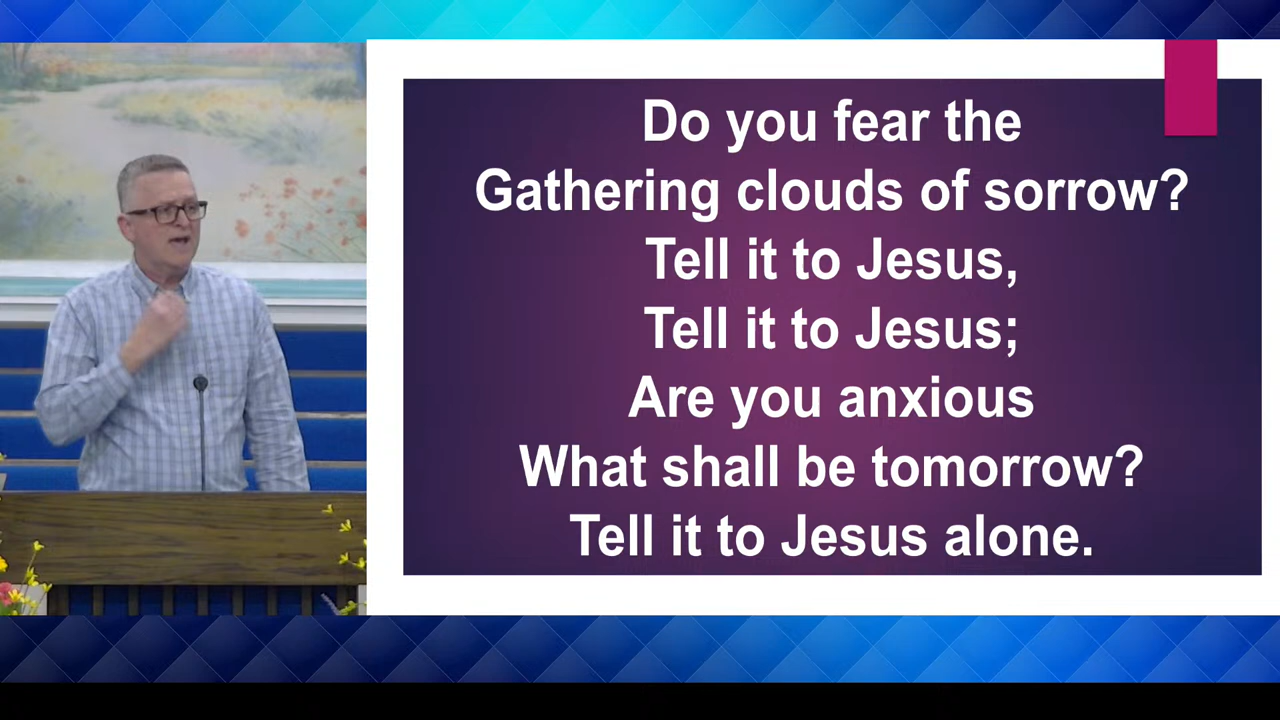 Do you fear the
Gathering clouds of sorrow?
Tell it to Jesus,
Tell it to Jesus;
Are you anxious
What shall be tomorrow?
Tell it to Jesus alone.